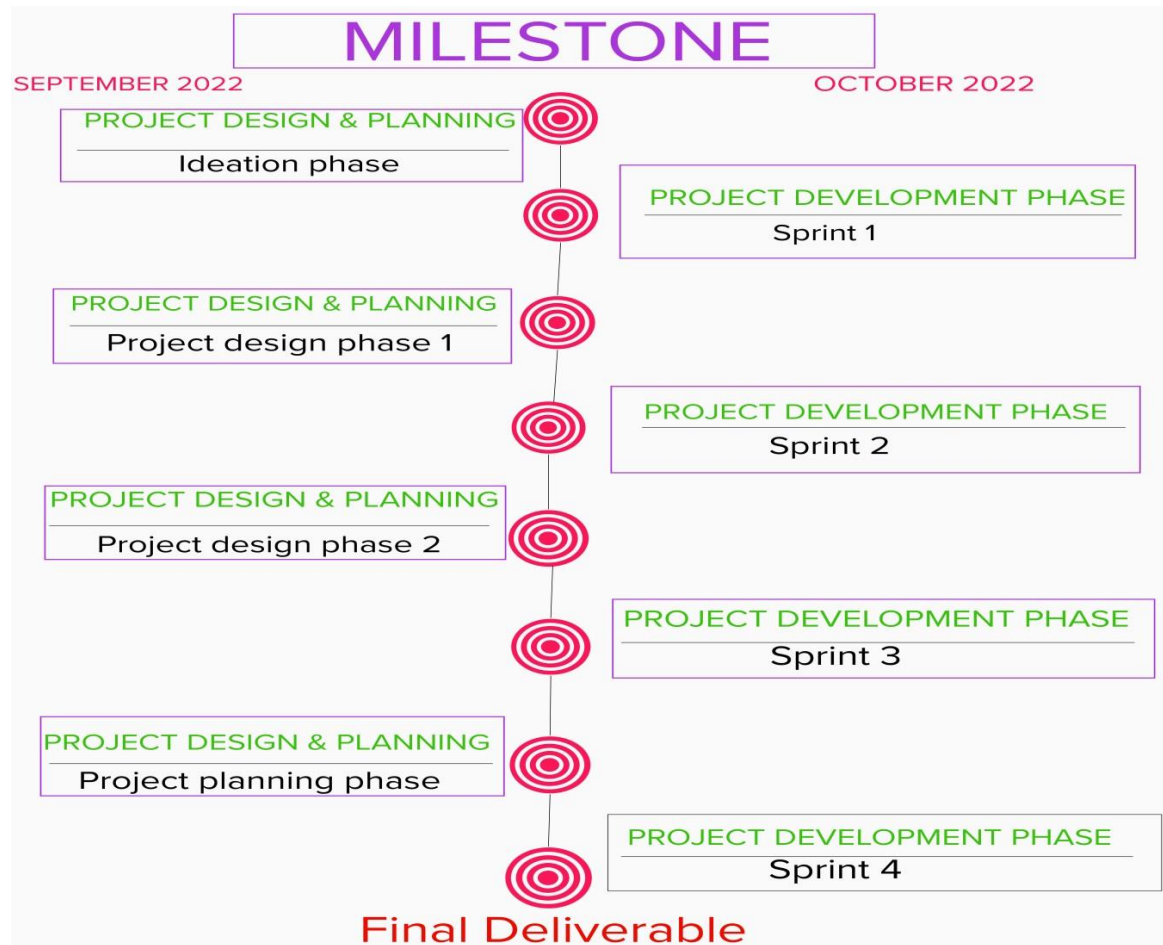 MILESTONE
SEPTEMBER 2022
OCTOBER 2022
PROJECT DESIGN & PLANNING
Ideation phase
PROJECT DEVELOPMENT PHASE
Sprint 1
PROJECT DESIGN & PLANNING
Project design phase 1
PROJECT DEVELOPMENT PHASE
Sprint 2
PROJECT DESIGN & PLANNING
Project design phase 2
PROJECT DEVELOPMENT PHASE
Sprint 3
PROJECT DESIGN & PLANNING
Project planning phase
PROJECT DEVELOPMENT PHASE
Sprint 4
Final Deliverable